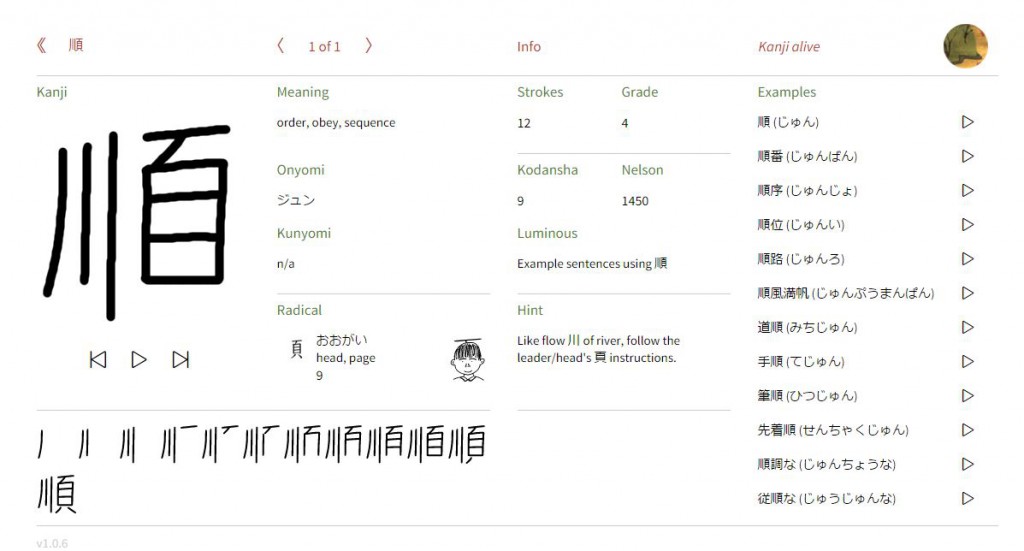 《 順
〈 1 of 1 〉
Info
Kanji alive
Kanji
順
Meaning
order, obey, sequence
Onyomi
ジュン
Kunyomi
n/a
Radical
頁
おおがい
head, page
9
Strokes
12
Grade
4
Kodansha
9
Nelson
1450
Luminous
Example sentences using 順
Hint
Like flow 川 of river, follow the
leader/head's 頁 instructions.
Examples
順 (じゅん)
順番 (じゅんばん)
順序 (じゅんじょ)
順位 (じゅんい)
順路 (じゅんろ)
順風満帆 (じゅんぷうまんぱん)
道順 (みちじゅん)
手順 (てじゅん)
筆順 (ひつじゅん)
先着順 (せんちゃくじゅん)
順調な (じゅんちょうな)
従順な (じゅうじゅんな)
順
v1.0.6